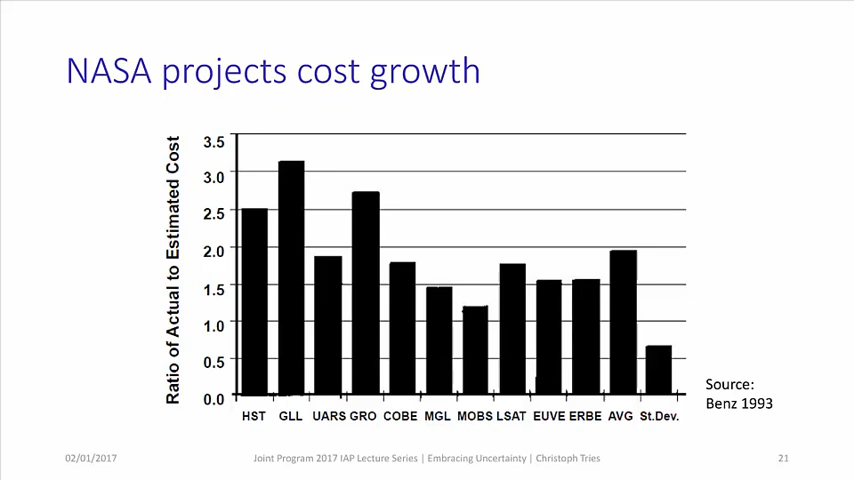 NASA projects cost growth
Ratio of Actual to Estimated Cost
3.5
3.0
2.5
2.0
1.5
1.0
0.5
0.0
HST GLL UARS GRO COBE MGL MOBS LSAT EUVE ERBE AVG St.Dev.
Source:
Benz 1993
02/01/2017 Joint Program 2017 IAP Lecture Series | Embracing Uncertainty | Christoph Tries 21